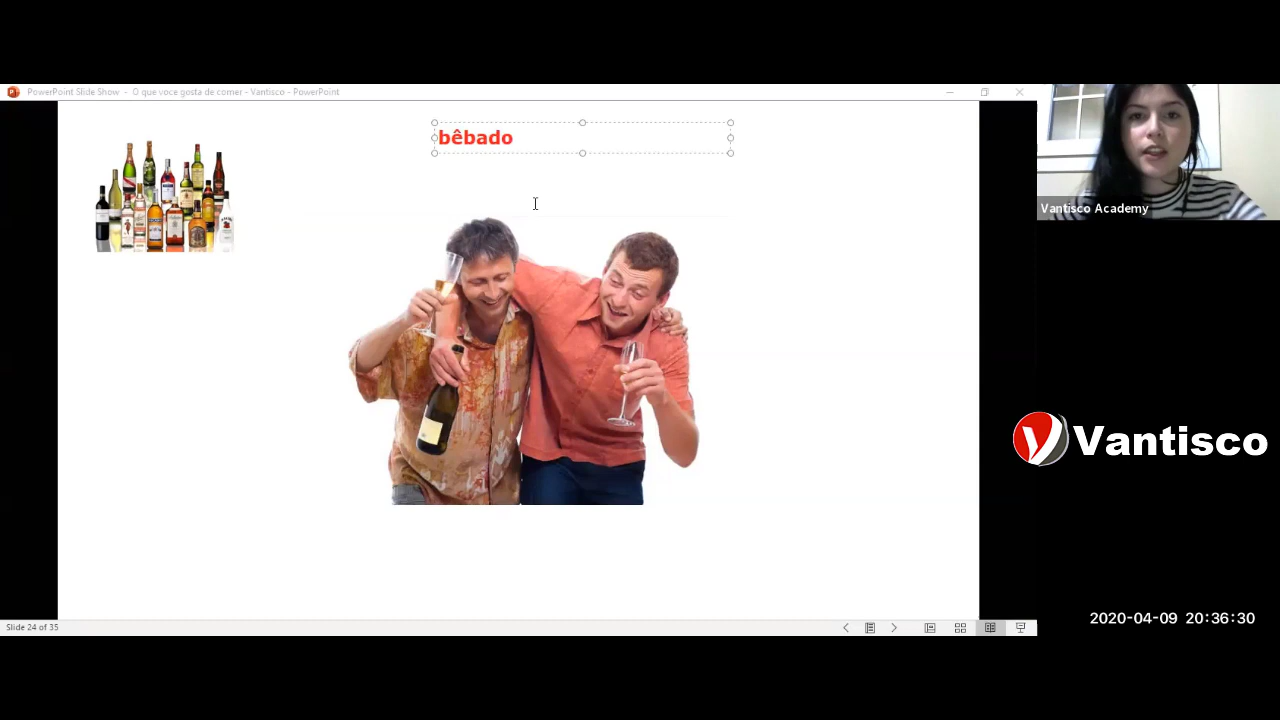 PowerPoint Slide Show - O que voce gosta de comer - Vantisco - PowerPoint
bêbado
Vantisco Academy
Vantisco
2020-04-09 20:36:30
Slide 24 of 35